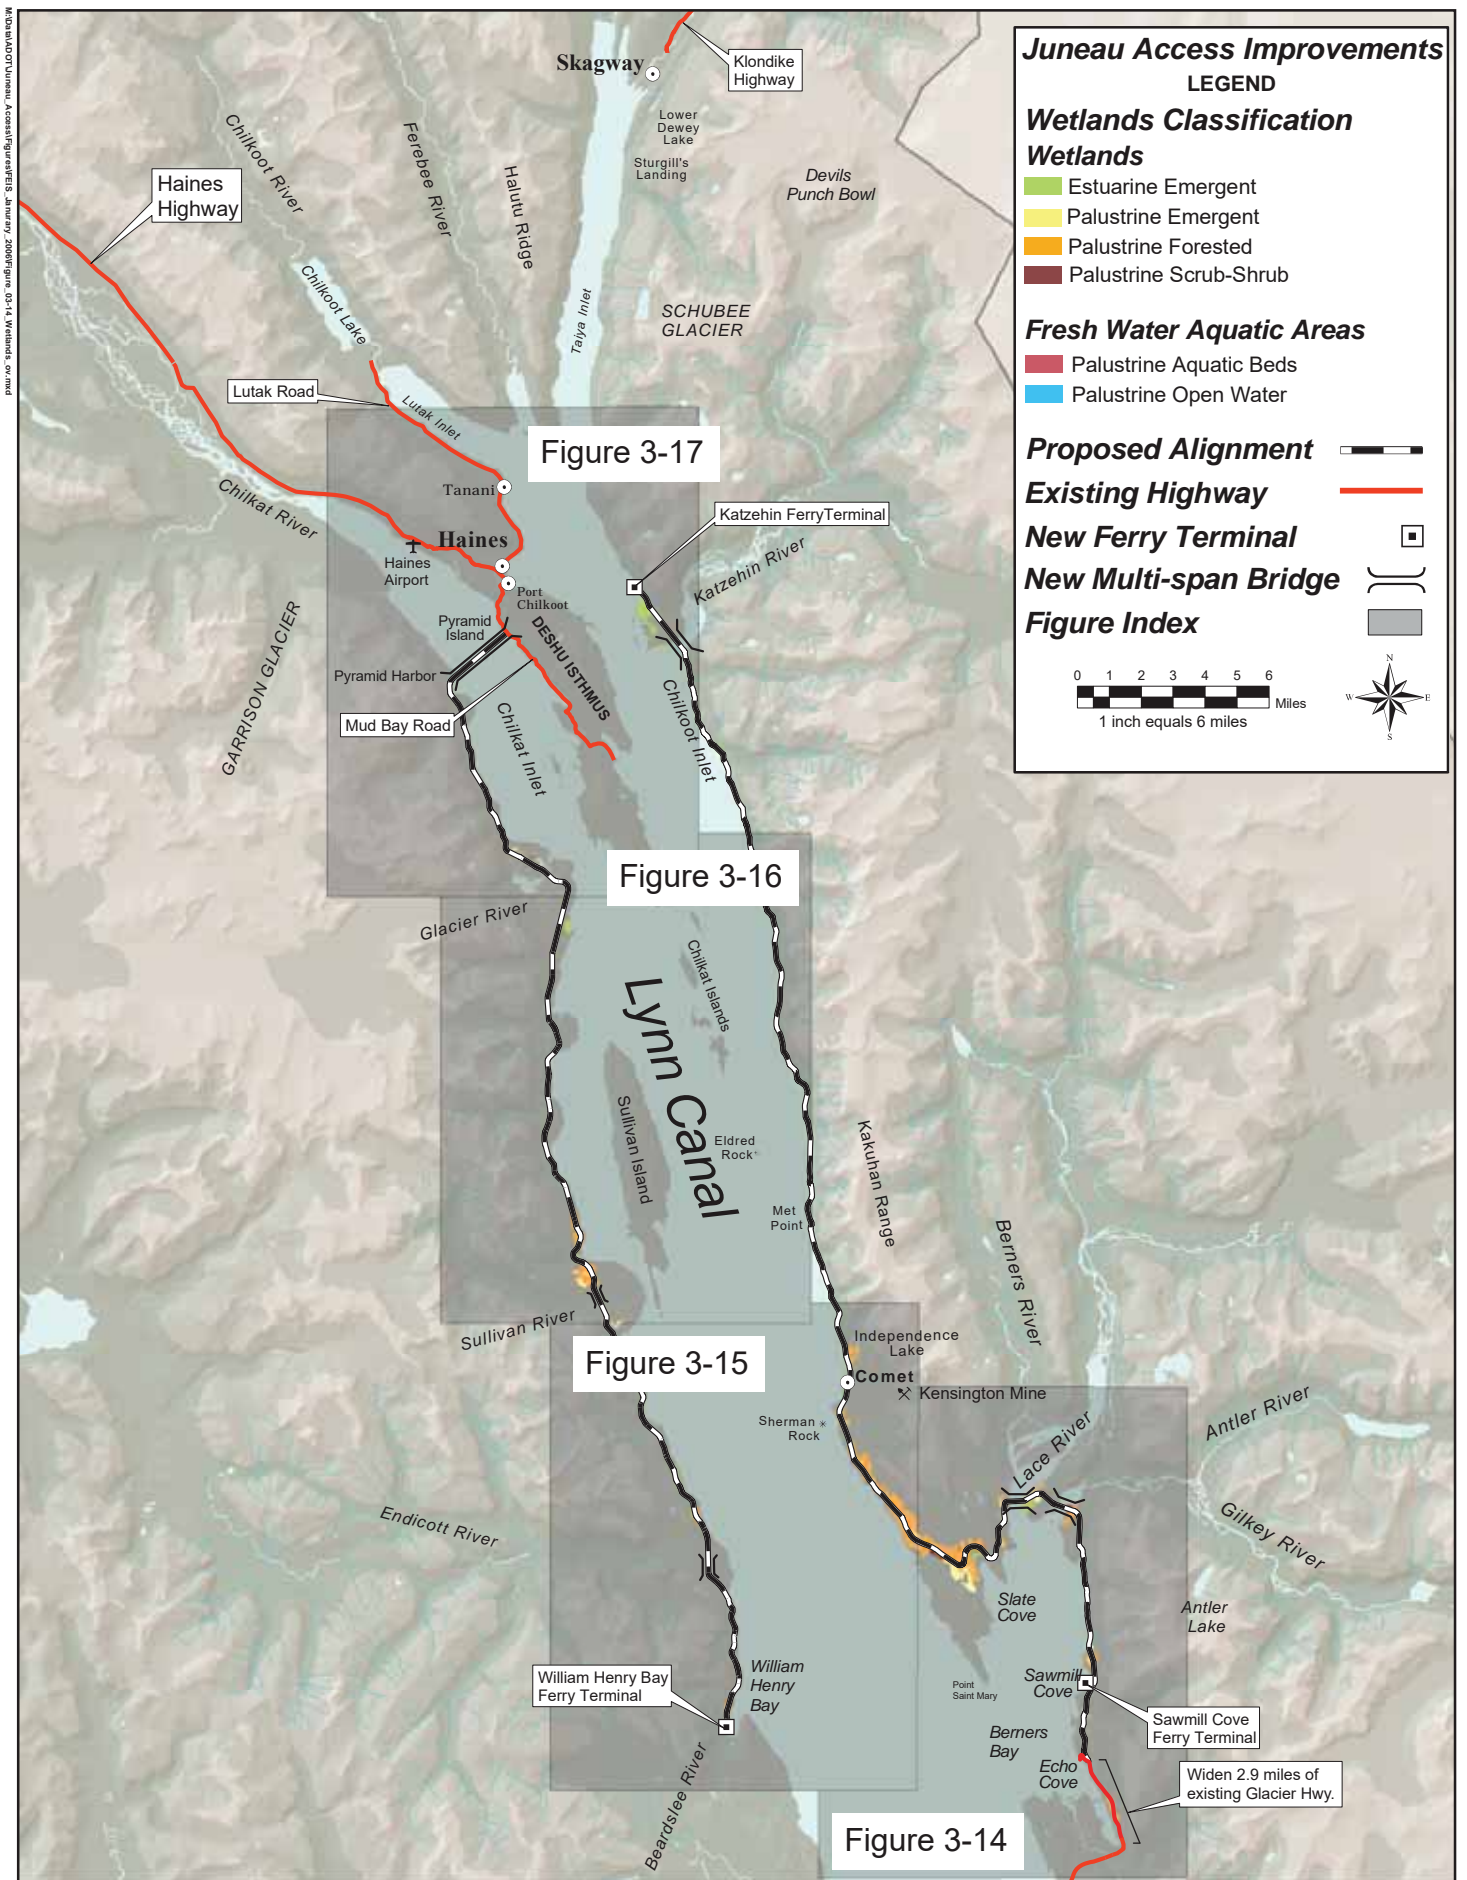 M:\Data\ADOT\Juneau_Access\Figures\FEIS_Janurary_2006\Figure_03-14_Wetlands_ov.mxd
Juneau Access Improvements
LEGEND
Wetlands Classification
Wetlands
Estuarine Emergent
Palustrine Emergent
Palustrine Forested
Palustrine Scrub-Shrub
Fresh Water Aquatic Areas
Palustrine Aquatic Beds
Palustrine Open Water
Proposed Alignment
Existing Highway
New Ferry Terminal
New Multi-span Bridge
Figure Index
0 1 2 3 4 5 6
Miles
1 inch equals 6 miles
N
W
E
S
Skagway
Klondike
Highway
Lower
Dewey
Lake
Sturgill's
Landing
Devils
Punch Bowl
Chilkoot River
Ferebee River
Halutu Ridge
Haines
Highway
Chilkoot Lake
Taiya Inlet
SCHUBEE
GLACIER
Lutak Road
Lutak Inlet
Figure 3-17
Chilkat River
Tanani
Katzehin FerryTerminal
Haines
Haines
Airport
Katzehin River
Port
Chilkoot
Pyramid
Island
DESHU ISTHMUS
GARRISON GLACIER
Pyramid Harbor
Mud Bay Road
Chilkat Inlet
Chilkoot Inlet
Figure 3-16
Glacier River
Chilkat Islands
Lynn Canal
Sullivan Island
Eldred
Rock
Kakuhan Range
Met
Point
Berners River
Sullivan River
Figure 3-15
Independence
Lake
Comet
Kensington Mine
Sherman
Rock
Antler River
Lace River
Endicott River
Gilkey River
Slate
Cove
Antler
Lake
William Henry Bay
Ferry Terminal
William
Henry
Bay
Point
Saint Mary
Sawmill
Cove
Sawmill Cove
Ferry Terminal
Berners
Bay
Echo
Cove
Widen 2.9 miles of
existing Glacier Hwy.
Beardslee River
Figure 3-14